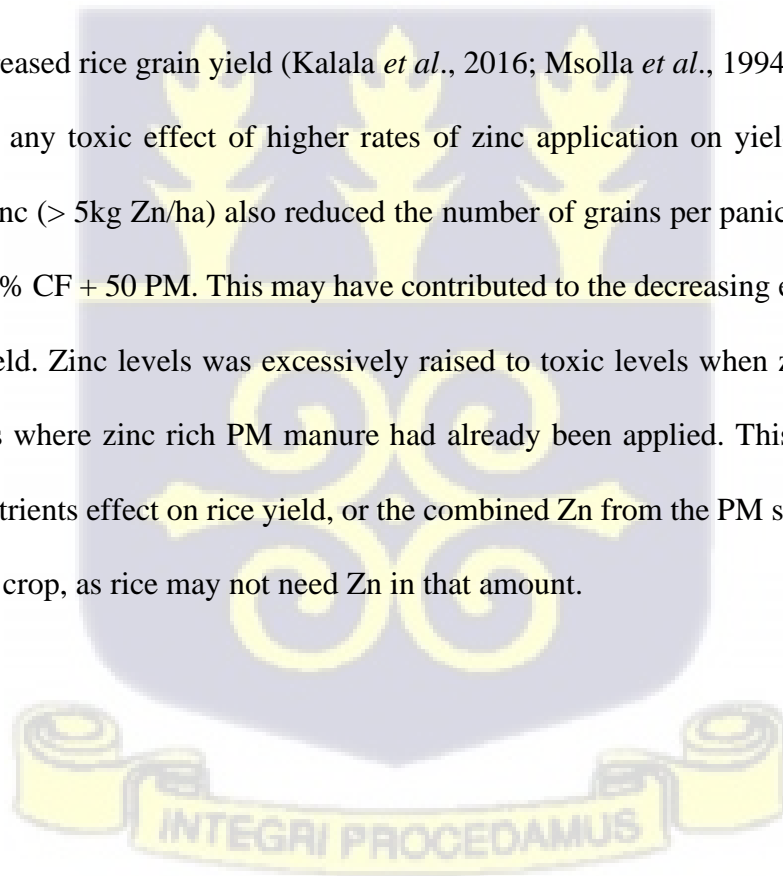 reased rice grain yield (Kalala et al., 2016; Msolla et al., 1994
any toxic effect of higher rates of zinc application on yiel
nc (> 5kg Zn/ha) also reduced the number of grains per panic
% CF + 50 PM. This may have contributed to the decreasing e
eld. Zinc levels was excessively raised to toxic levels when z
s where zinc rich PM manure had already been applied. This
trients effect on rice yield, or the combined Zn from the PM s
crop, as rice may not need Zn in that amount.
INTEGRI PROCEDAMUS